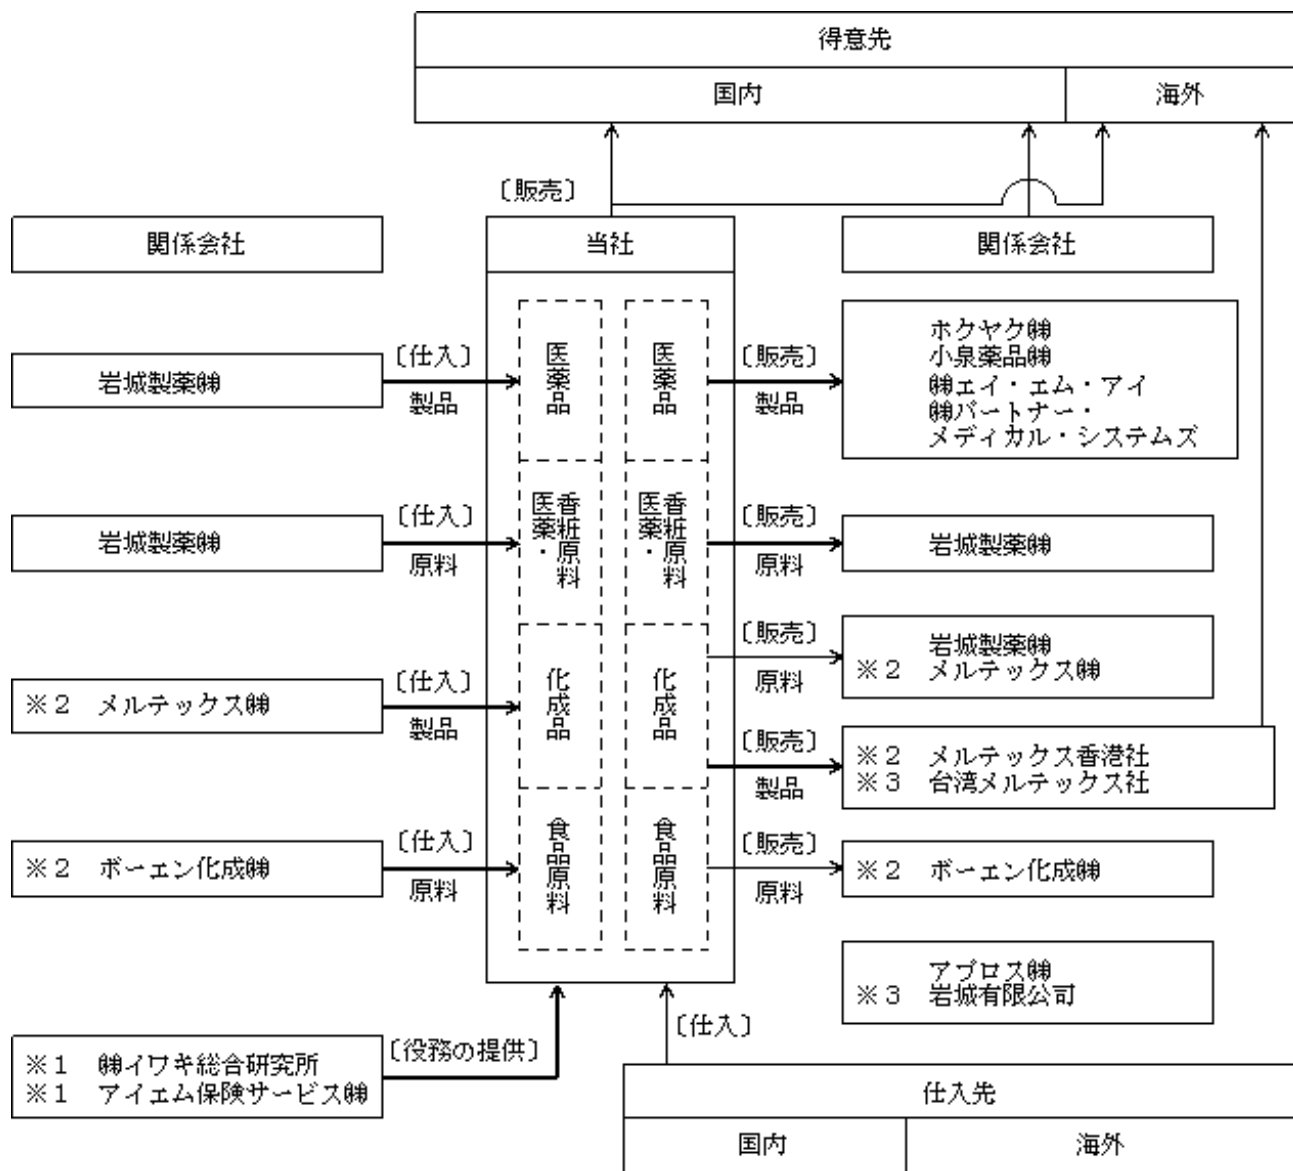 得意先
国内
海外
〔販売〕
関係会社
当社
関係会社
岩城製薬㈱
〔仕入〕
製品
医薬品
医薬品
〔販売〕
製品
ホクヤク㈱
小泉薬品㈱
㈱エイ・エム・アイ
㈱パートナー・
メディカル・システムズ
岩城製薬㈱
〔仕入〕
原料
医薬・
香粧原料
医薬・
香粧原料
〔販売〕
原料
岩城製薬㈱
※2 メルテックス㈱
〔仕入〕
製品
化成品
化成品
〔販売〕
原料
岩城製薬㈱
※2 メルテックス㈱
〔販売〕
製品
※2 メルテックス香港社
※3 台湾メルテックス社
※2 ボーエン化成㈱
〔仕入〕
原料
食品原料
食品原料
〔販売〕
原料
※2 ボーエン化成㈱
アプロス㈱
※3 岩城有限公司
※1 ㈱イワキ総合研究所
※1 アイエム保険サービス㈱
〔役務の提供〕
〔仕入〕
仕入先
国内
海外